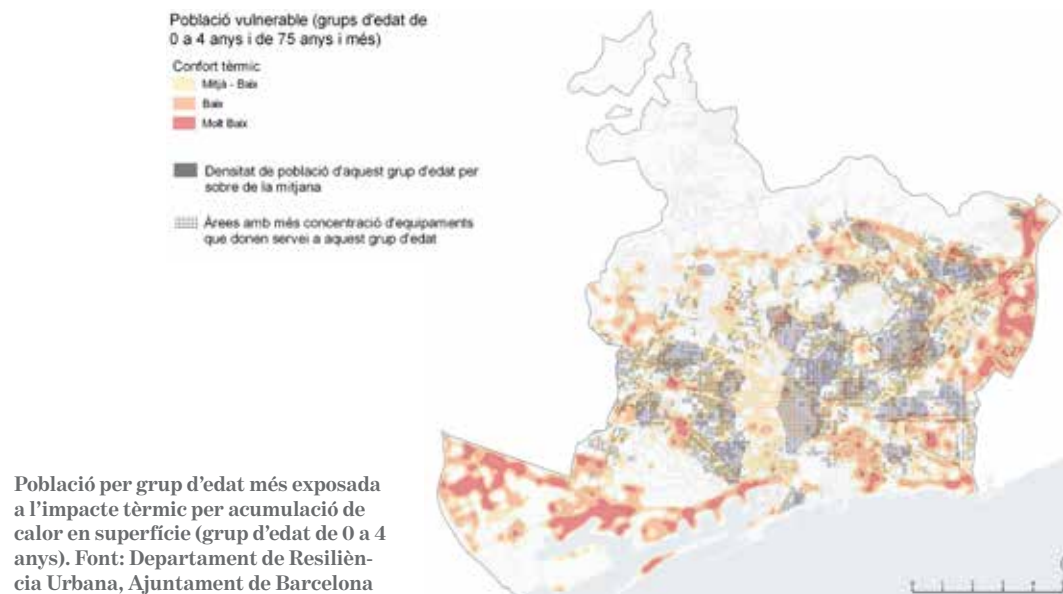 Població vulnerable (grups d'edat de
0 a 4 anys i de 75 anys i més)
Confort tèrmic
Mitjà - Baix
Baix
Molt Baix
Densitat de població d'aquest grup d'edat per
sobre de la mitjana
Àrees amb més concentració d'equipaments
que donen servei a aquest grup d'edat
Població per grup d'edat més exposada
a l'impacte tèrmic per acumulació de
calor en superfície (grup d'edat de 0 a 4
anys). Font: Departament de Resilièn-
cia Urbana, Ajuntament de Barcelona